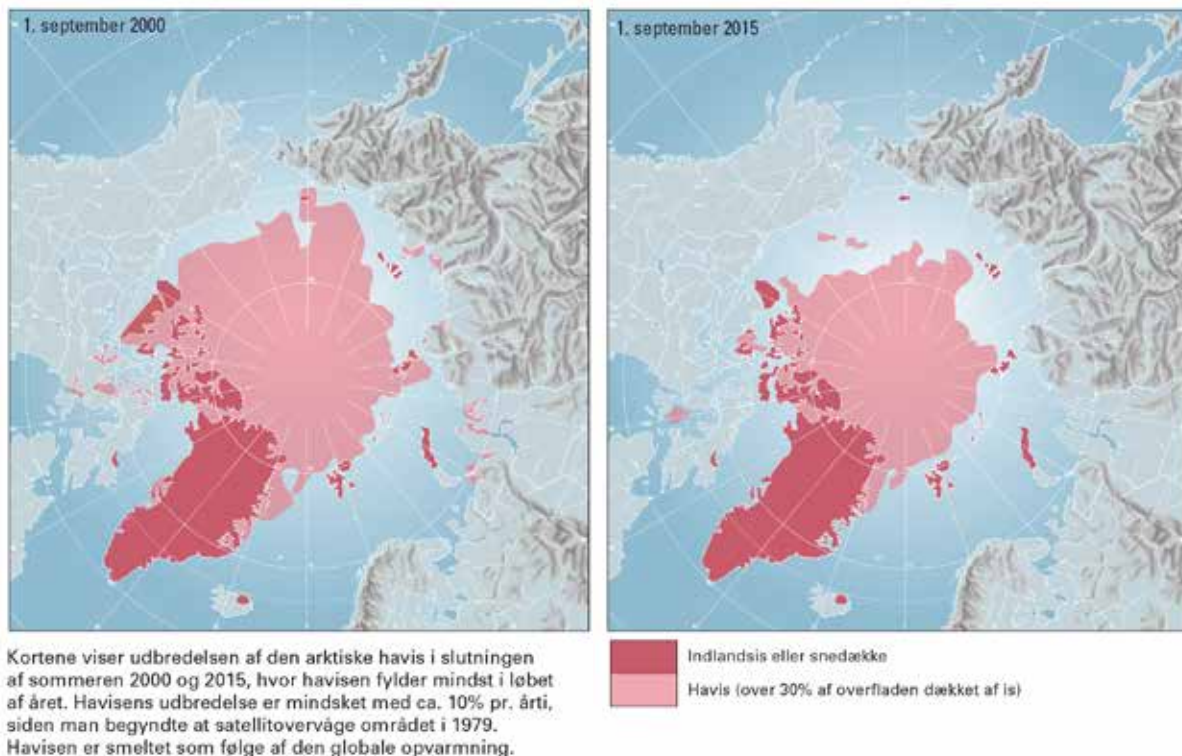 1. september 2000
1. september 2015
Kortene viser udbredelsen af den arktiske havis i slutningen
af sommeren 2000 og 2015, hvor havisen fylder mindst i løbet
af året. Havisens udbredelse er mindsket med ca. 10% pr. årti,
siden man begyndte at satellitovervåge området i 1979.
Havisen er smeltet som følge af den globale opvarmning.
Indlandsis eller snedække
Havis (over 30% af overfladen dækket af is)